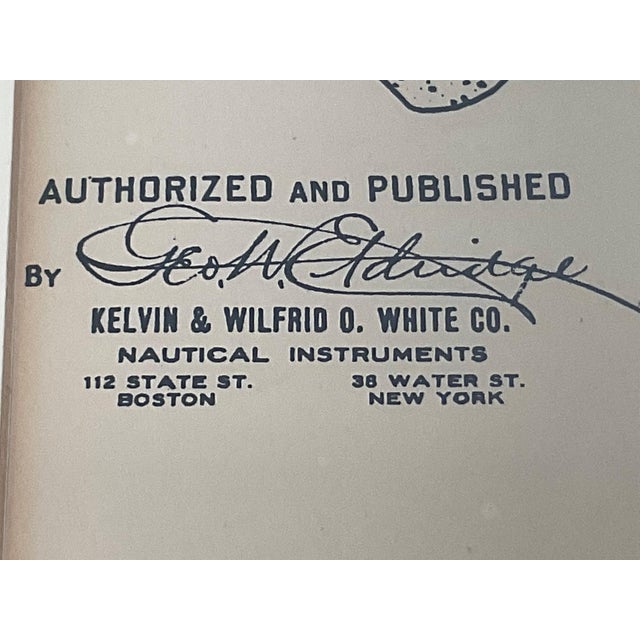 AUTHORIZED AND PUBLISHED
BY Geo. W. Eldridge
KELVIN & WILFRID O. WHITE CO.
NAUTICAL INSTRUMENTS
112 STATE ST. 38 WATER ST.
BOSTON NEW YORK